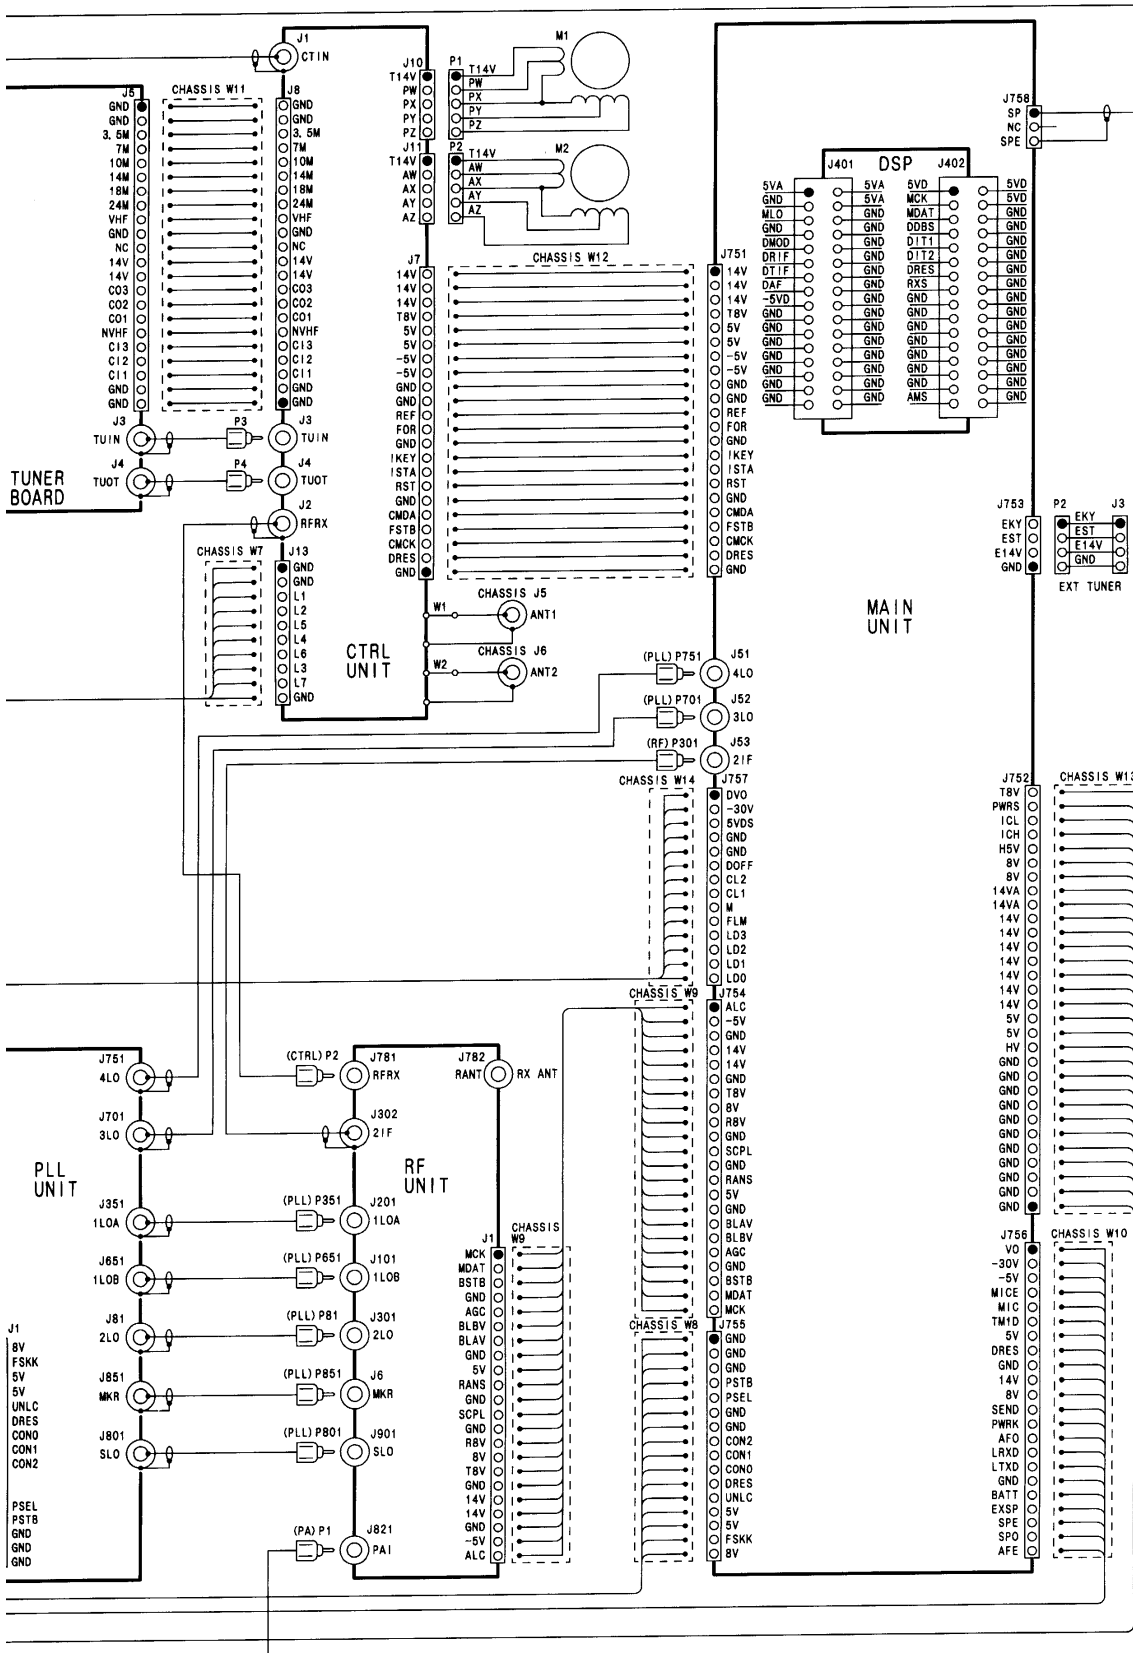 J1
CTIN
J5
CHASSIS W11
J8
GND
GND
3.5M
7M
10M
14M
18M
24M
VHF
GND
NC
14V
14V
CO3
CO2
CO1
NVHF
CI3
CI2
CI1
GND
GND
GND
GND
3.5M
7M
10M
14M
18M
24M
VHF
GND
NC
14V
14V
CO3
CO2
CO1
NVHF
CI3
CI2
CI1
GND
GND
J3
TUIN
P3
J3
TUIN
J4
TUOT
P4
J4
TUOT
TUNER
BOARD
J2
RFRX
CHASSIS W7
J13
GND
GND
L1
L2
L5
L4
L6
L3
L7
GND
CTRL
UNIT
J10
T14V
PW
PX
PY
PZ
P1
T14V
PW
PX
PY
PZ
M1
J11
T14V
AW
AX
AY
AZ
P2
T14V
AW
AX
AY
AZ
M2
J7
CHASSIS W12
J751
14V
14V
14V
T8V
5V
5V
-5V
-5V
GND
GND
REF
FOR
GND
!KEY
!STA
RST
GND
CMDA
FSTB
CMCK
DRES
GND
14V
14V
14V
T8V
5V
5V
-5V
-5V
GND
GND
REF
FOR
GND
!KEY
!STA
RST
GND
CMDA
FSTB
CMCK
DRES
GND
W1
CHASSIS J5
ANT1
W2
CHASSIS J6
ANT2
J758
SP
NC
SPE
J401
DSP
J402
5VA
GND
MLO
GND
DMOD
DRIF
DTIF
DAF
-5VD
GND
GND
GND
GND
GND
GND
GND
5VA
5VA
GND
GND
GND
GND
GND
GND
GND
GND
GND
GND
GND
GND
GND
GND
5VD
MCK
MDAT
DDBS
DIT1
DIT2
DRES
RXS
GND
GND
GND
GND
GND
GND
GND
AMS
5VD
5VD
GND
GND
GND
GND
GND
GND
GND
GND
GND
GND
GND
GND
GND
GND
J753
EKY
EST
E14V
GND
P2
EKY
EST
E14V
GND
J3
EXT TUNER
MAIN
UNIT
(PLL) P751
J51
4LO
(PLL) P701
J52
3LO
(RF) P301
J53
2IF
CHASSIS W14
J757
DVO
-30V
5VDS
GND
GND
DOFF
CL2
CL1
M
FLM
LD3
LD2
LD1
LD0
CHASSIS W9
J754
ALC
-5V
GND
14V
14V
GND
T8V
8V
R8V
GND
SCPL
GND
RANS
5V
GND
BLAV
BLBV
AGC
GND
BSTB
MDAT
MCK
CHASSIS W8
J755
GND
GND
GND
PSTB
PSEL
GND
GND
CON2
CON1
CON0
DRES
UNLC
5V
5V
FSKK
8V
J752
CHASSIS W13
T8V
PWRS
ICL
ICH
H5V
8V
8V
14VA
14VA
14V
14V
14V
14V
14V
14V
14V
5V
5V
HV
GND
GND
GND
GND
GND
GND
GND
GND
GND
GND
GND
J756
CHASSIS W10
VO
-30V
-5V
MICE
MIC
TM1D
5V
DRES
GND
14V
8V
SEND
PWRK
AFO
LRXD
LTXD
GND
BATT
EXSP
SPE
SPO
AFE
PLL
UNIT
J751
4LO
J701
3LO
J351
1LOA
J651
1LOB
J81
2LO
J851
MKR
J801
SLO
J1
8V
FSKK
5V
5V
UNLC
DRES
CON0
CON1
CON2
PSEL
PSTB
GND
GND
GND
RF
UNIT
(CTRL) P2
J781
RFRX
J782
RANT
RX ANT
J302
2IF
(PLL) P351
J201
1LOA
(PLL) P651
J101
1LOB
(PLL) P81
J301
2LO
(PLL) P851
J6
MKR
(PLL) P801
J901
SLO
(PA) P1
J821
PAI
J1
CHASSIS
W9
MCK
MDAT
BSTB
GND
AGC
BLBV
BLAV
GND
5V
RANS
GND
SCPL
GND
R8V
8V
T8V
GND
14V
14V
GND
-5V
ALC